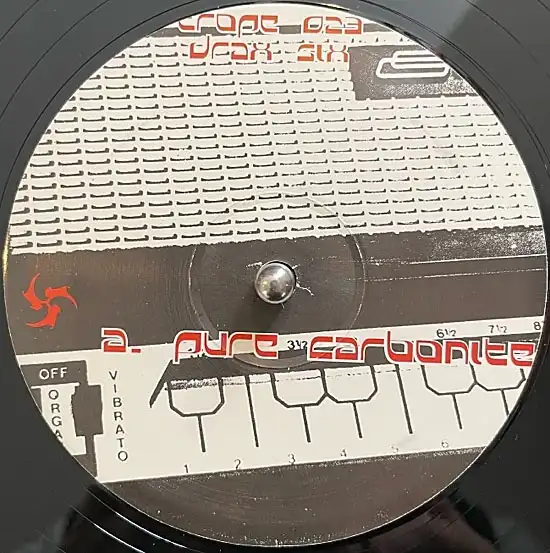 trope 023
drax six
a. pure carbonite
3½ 6½ 7½ 8
OFF
ORGA
VIBRATO
1 2 3 4 5 6